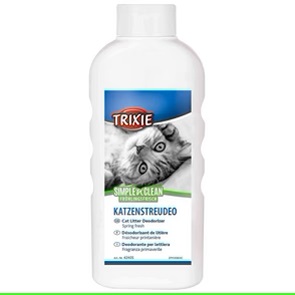 TRIXIE
SIMPLE'N'CLEAN
FRÜHLINGSFRISCH
KATZENSTREUDEO
Cat Litter Deodoriser
Spring fresh
Désodorisant de litière
Fraîcheur printanière
Deodorante per lettiera
Fragranza primaverile